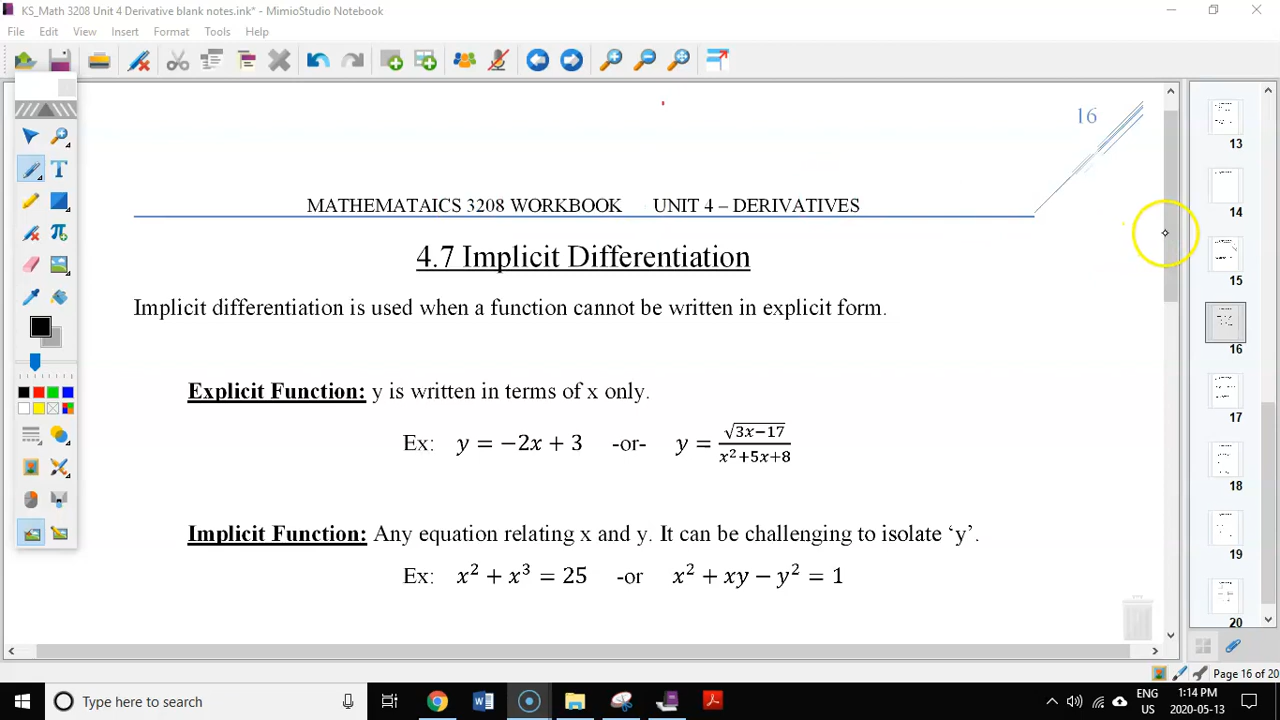 KS_Math 3208 Unit 4 Derivative blank notes.ink* - MimioStudio Notebook
File Edit View Insert Format Tools Help
16
MATHEMATAICS 3208 WORKBOOK UNIT 4 – DERIVATIVES
4.7 Implicit Differentiation
Implicit differentiation is used when a function cannot be written in explicit form.
Explicit Function: y is written in terms of x only.
Ex: y = −2x + 3 -or- y = √(3x−17) / (x²+5x+8)
Implicit Function: Any equation relating x and y. It can be challenging to isolate ‘y’.
Ex: x² + x³ = 25 -or x² + xy − y² = 1
13
14
15
16
17
18
19
20
Page 16 of 20
Type here to search
ENG
US
1:14 PM
2020-05-13